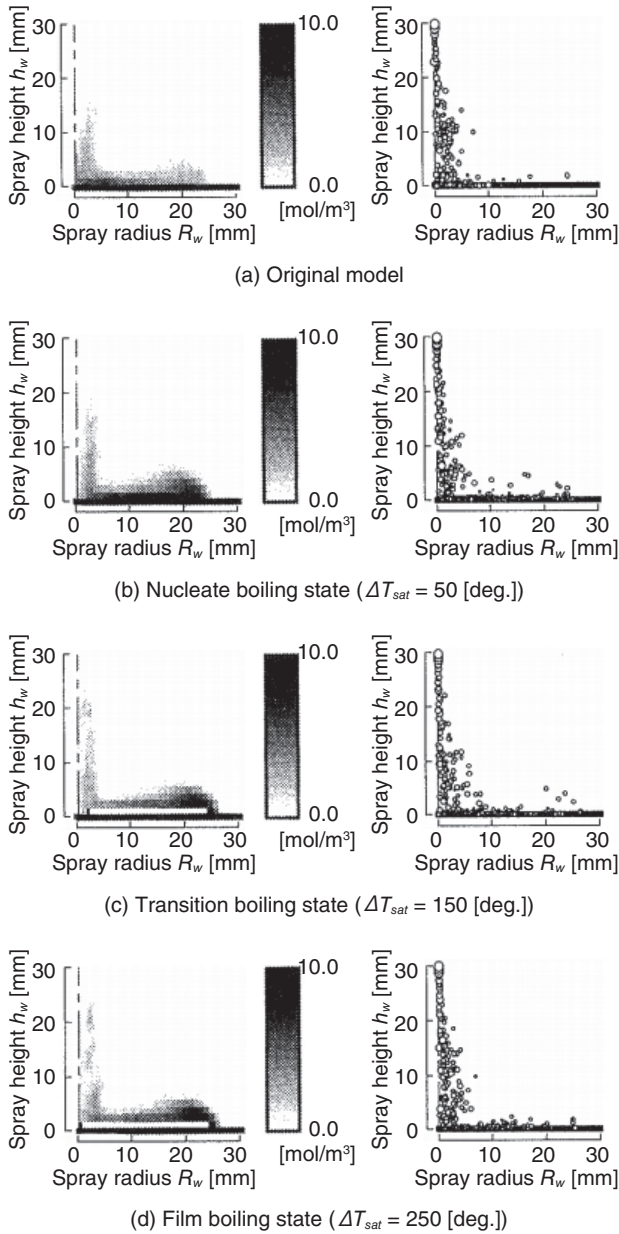 Spray height h_w [mm]
30
20
10
0
0 10 20 30
Spray radius R_w [mm]
10.0
0.0
[mol/m³]
Spray height h_w [mm]
30
20
10
0
0 10 20 30
Spray radius R_w [mm]
(a) Original model
Spray height h_w [mm]
30
20
10
0
0 10 20 30
Spray radius R_w [mm]
10.0
0.0
[mol/m³]
Spray height h_w [mm]
30
20
10
0
0 10 20 30
Spray radius R_w [mm]
(b) Nucleate boiling state (ΔT_sat = 50 [deg.])
Spray height h_w [mm]
30
20
10
0
0 10 20 30
Spray radius R_w [mm]
10.0
0.0
[mol/m³]
Spray height h_w [mm]
30
20
10
0
0 10 20 30
Spray radius R_w [mm]
(c) Transition boiling state (ΔT_sat = 150 [deg.])
Spray height h_w [mm]
30
20
10
0
0 10 20 30
Spray radius R_w [mm]
10.0
0.0
[mol/m³]
Spray height h_w [mm]
30
20
10
0
0 10 20 30
Spray radius R_w [mm]
(d) Film boiling state (ΔT_sat = 250 [deg.])